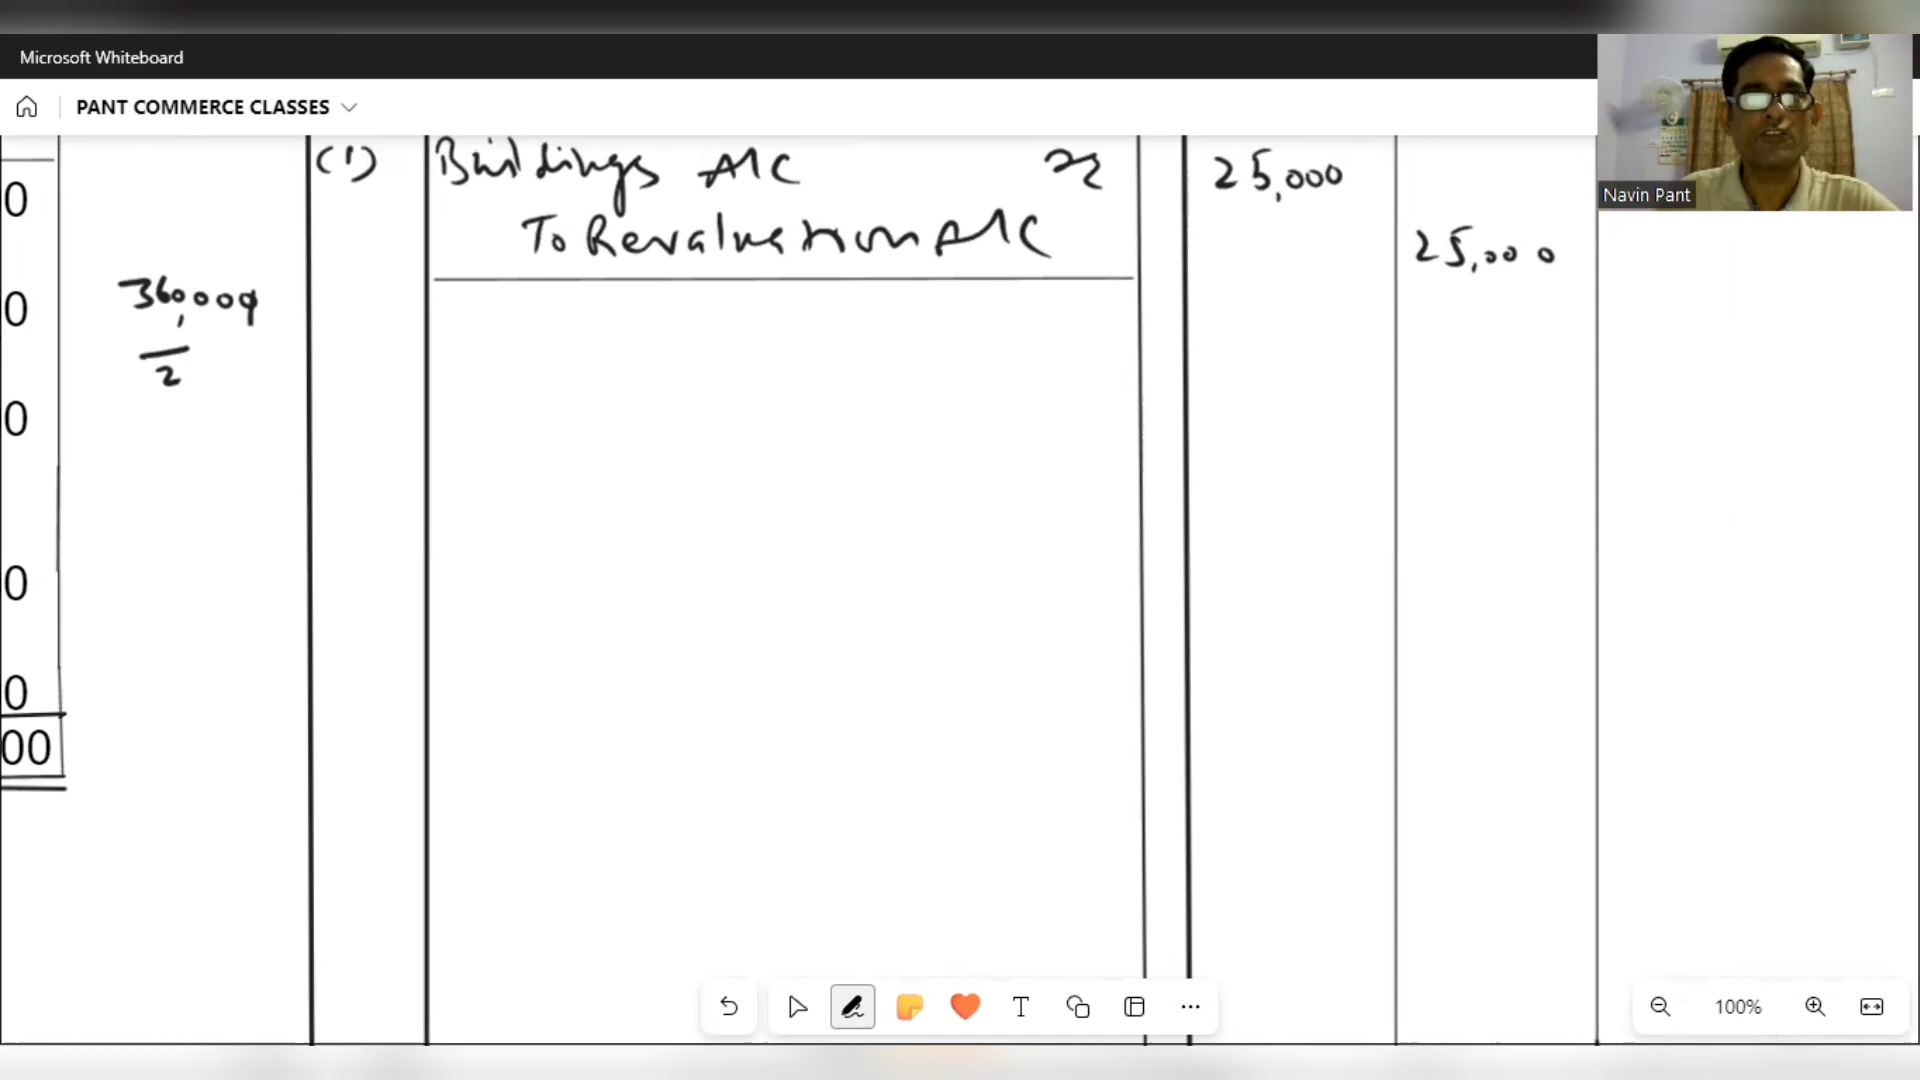 Microsoft Whiteboard
PANT COMMERCE CLASSES
Navin Pant
0
0
0
0
0
00
360,000
2
(1) Buildings A/C Dr 25,000
To Revaluation A/C 25,000
T
100%